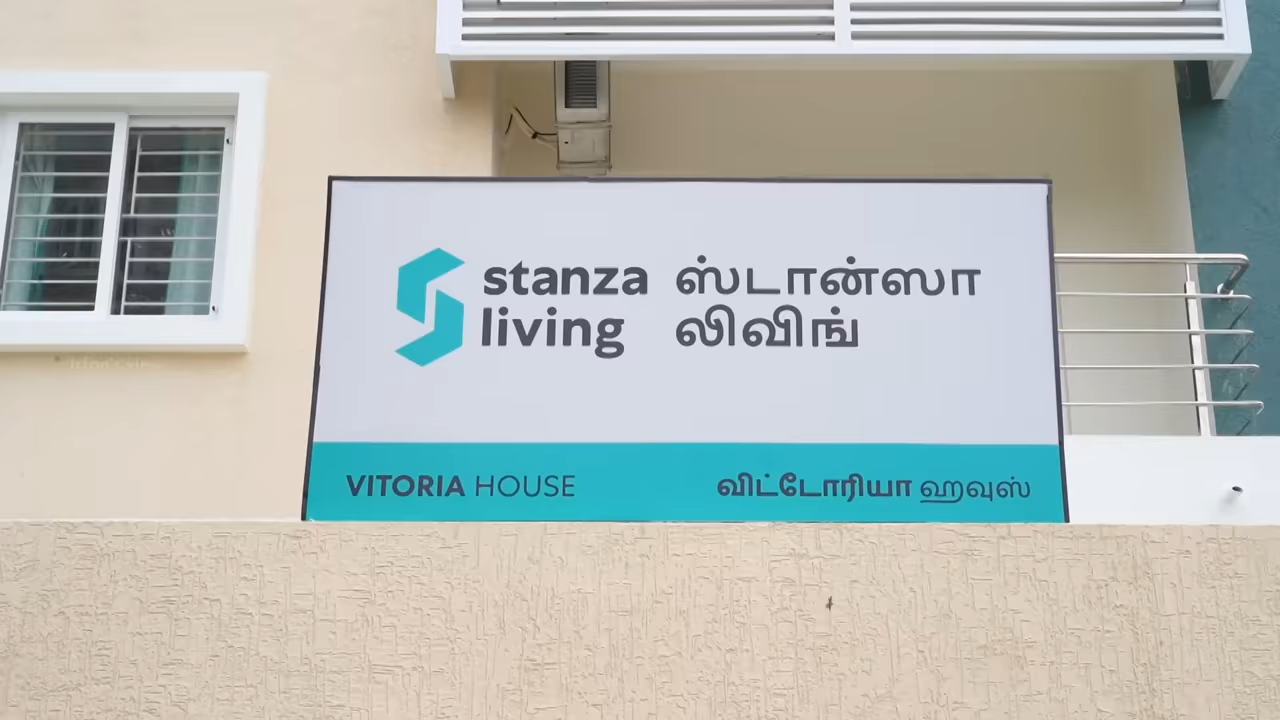 stanza
living
ஸ்டான்ஸா
லிவிங்
VITORIA HOUSE
விட்டோரியா ஹவுஸ்